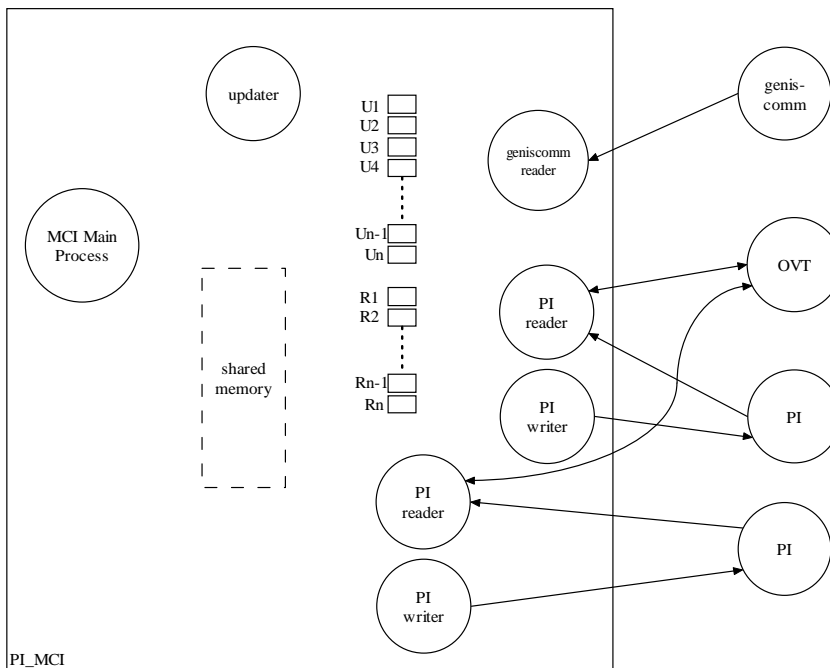 updater
genis-
comm
U1
U2
U3
U4
geniscomm
reader
MCI Main
Process
Un-1
Un
OVT
R1
R2
PI
reader
shared
memory
Rn-1
Rn
PI
writer
PI
PI
reader
PI
PI
writer
PI_MCI